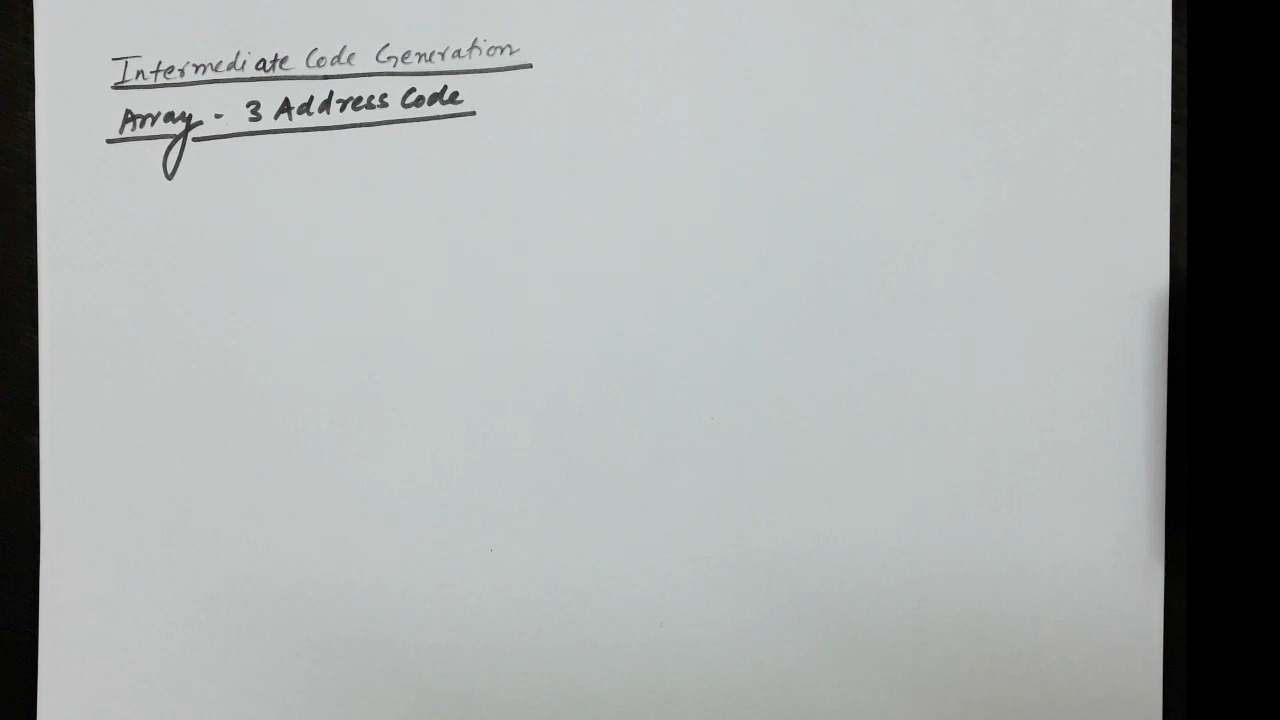 Intermediate Code Generation
Array - 3 Address Code